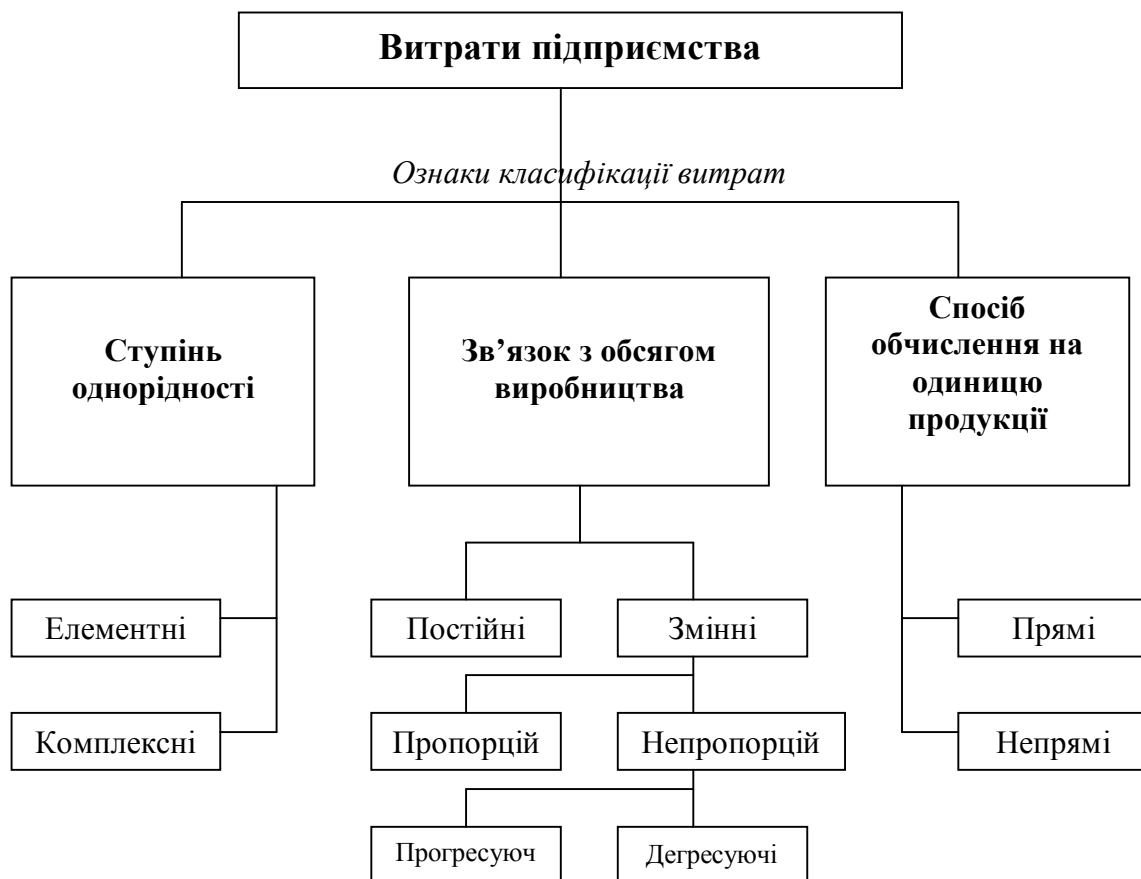 Витрати підприємства
Ознаки класифікації витрат
Ступінь
однорідності
Зв’язок з обсягом
виробництва
Спосіб
обчислення на
одиницю
продукції
Елементні
Постійні
Змінні
Прямі
Комплексні
Пропорцій
Непропорцій
Непрямі
Прогресуюч
Дегресуючі